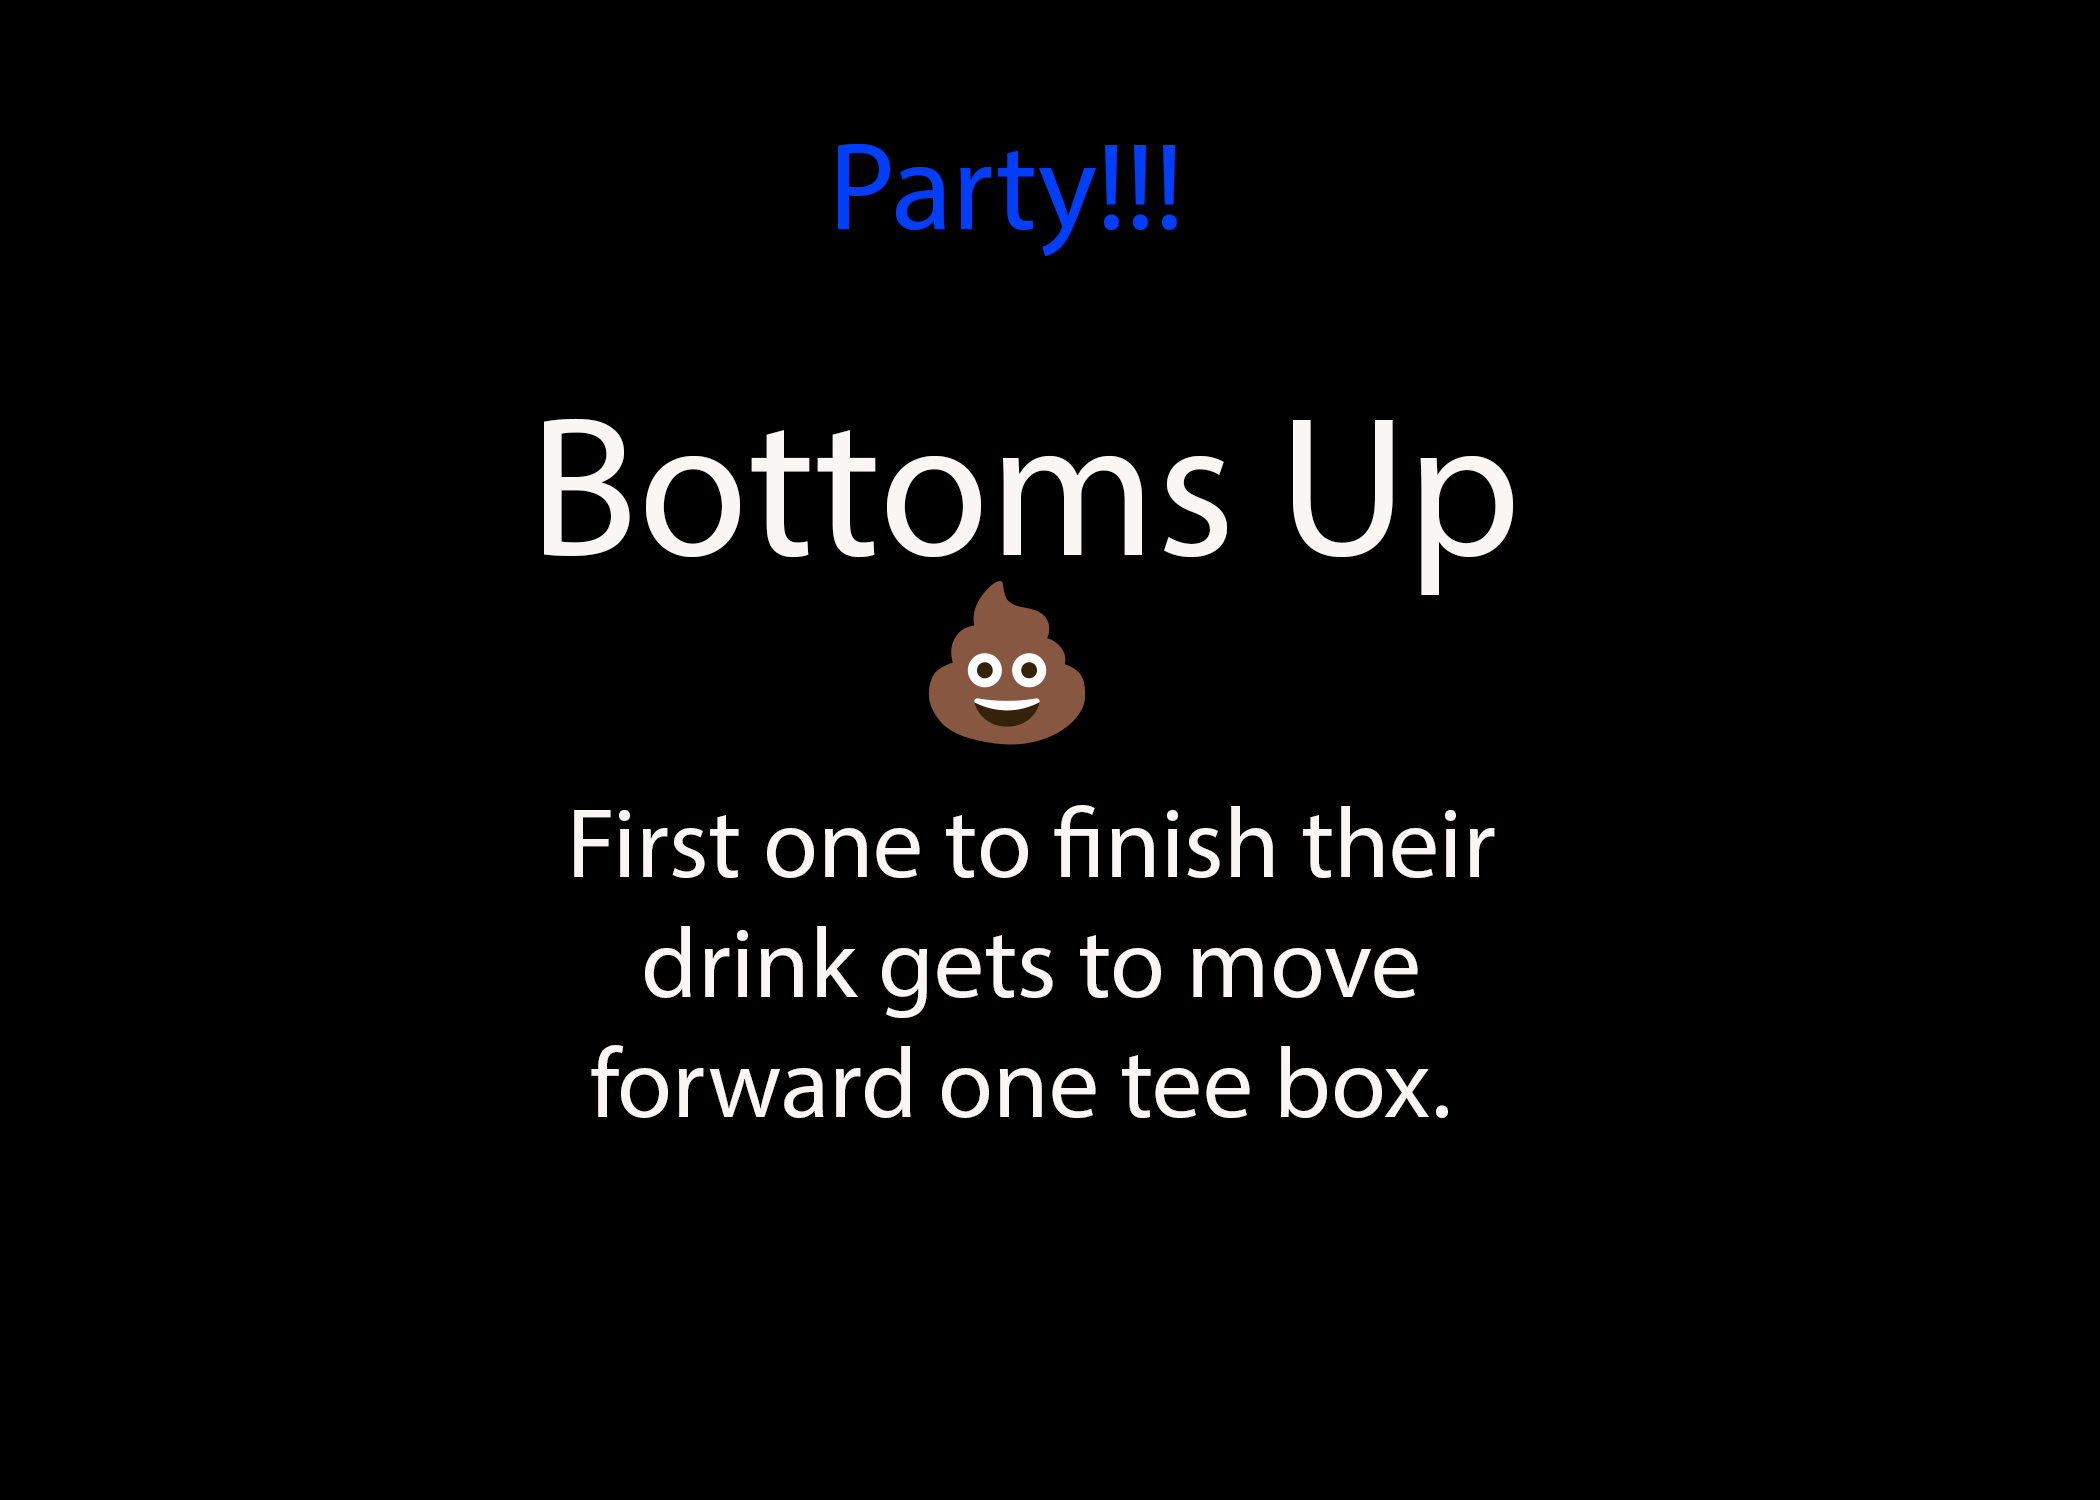 Party!!!
Bottoms Up
First one to finish their
drink gets to move
forward one tee box.